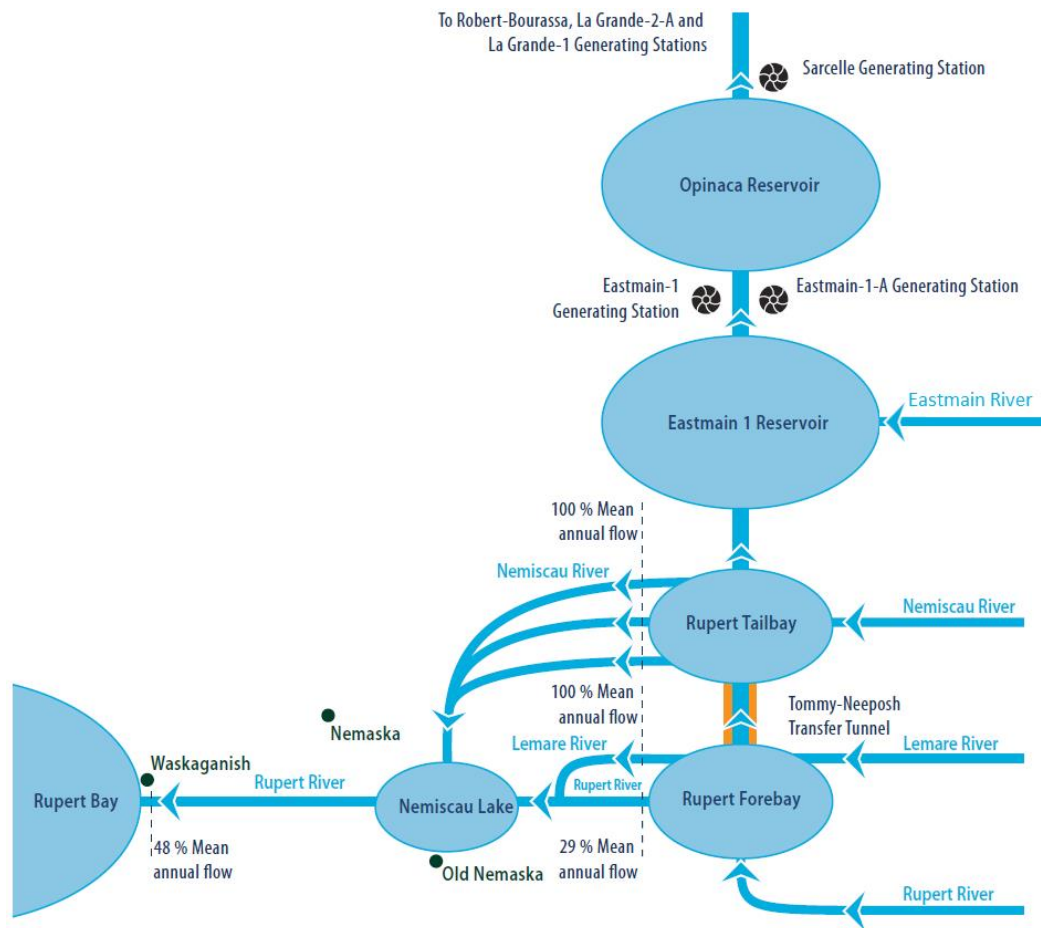 To Robert-Bourassa, La Grande-2-A and
La Grande-1 Generating Stations
Sarcelle Generating Station
Opinaca Reservoir
Eastmain-1
Generating Station
Eastmain-1-A Generating Station
Eastmain River
Eastmain 1 Reservoir
100 % Mean
annual flow
Nemiscau River
Nemiscau River
Rupert Tailbay
100 % Mean
annual flow
Tommy-Neeposh
Transfer Tunnel
Nemaska
Lemare River
Lemare River
Waskaganish
Rupert River
Rupert River
Rupert Bay
Nemiscau Lake
Rupert Forebay
48 % Mean
annual flow
29 % Mean
annual flow
Old Nemaska
Rupert River